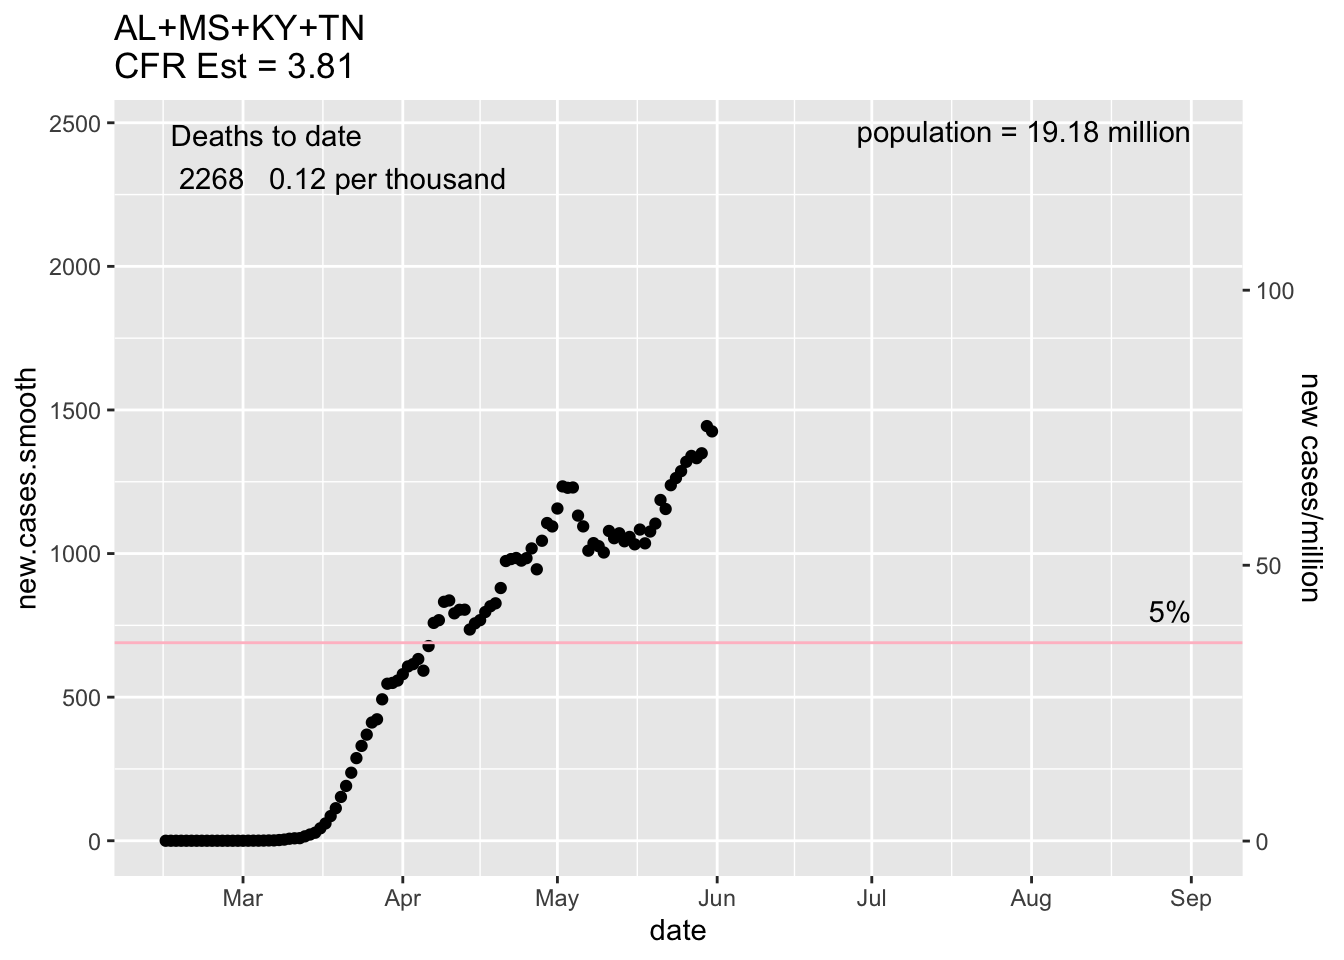 AL+MS+KY+TN
CFR Est = 3.81
Deaths to date
2268 0.12 per thousand
population = 19.18 million
2500
2000
1500
1000
500
0
new.cases.smooth
100
50
0
new cases/million
5%
Mar Apr May Jun Jul Aug Sep
date